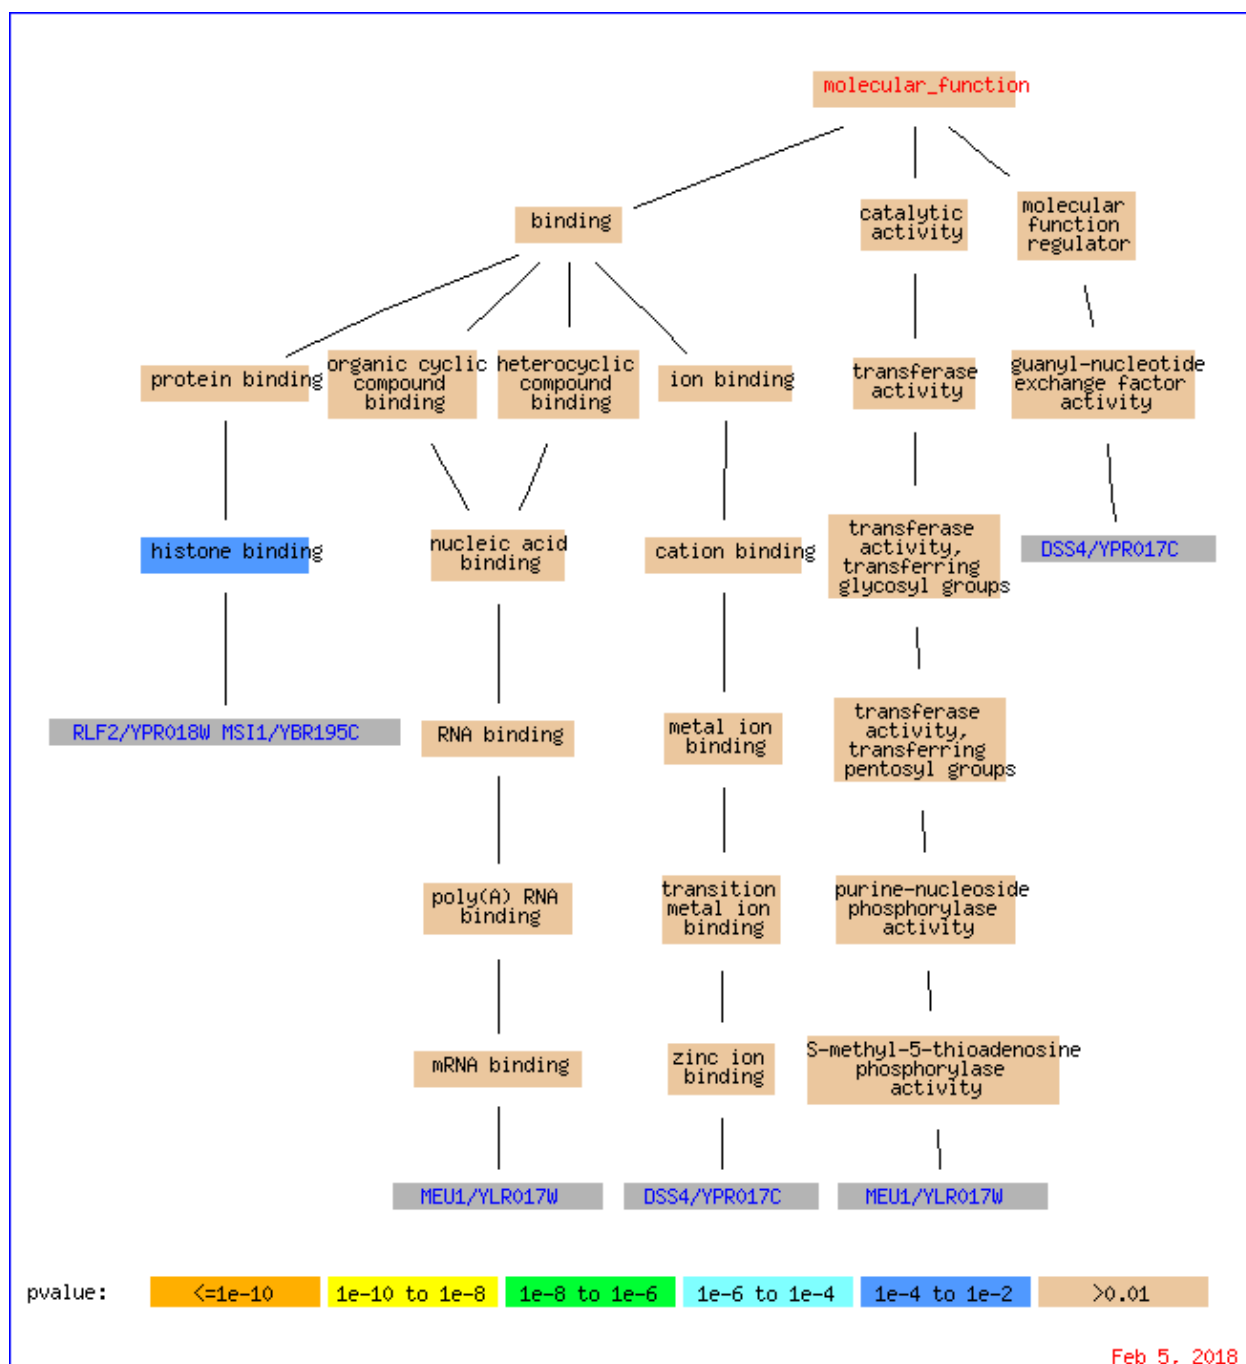 molecular_function
binding
catalytic
activity
molecular
function
regulator
protein binding
organic cyclic
compound
binding
heterocyclic
compound
binding
ion binding
transferase
activity
guanyl-nucleotide
exchange factor
activity
histone binding
nucleic acid
binding
cation binding
transferase
activity,
transferring
glycosyl groups
DSS4/YPR017C
RLF2/YPR018W MSI1/YBR195C
RNA binding
metal ion
binding
transferase
activity,
transferring
pentosyl groups
poly(A) RNA
binding
transition
metal ion
binding
purine-nucleoside
phosphorylase
activity
mRNA binding
zinc ion
binding
S-methyl-5-thioadenosine
phosphorylase
activity
MEU1/YLR017W
DSS4/YPR017C
MEU1/YLR017W
pvalue: <=1e-10 1e-10 to 1e-8 1e-8 to 1e-6 1e-6 to 1e-4 1e-4 to 1e-2 >0.01
Feb 5, 2018